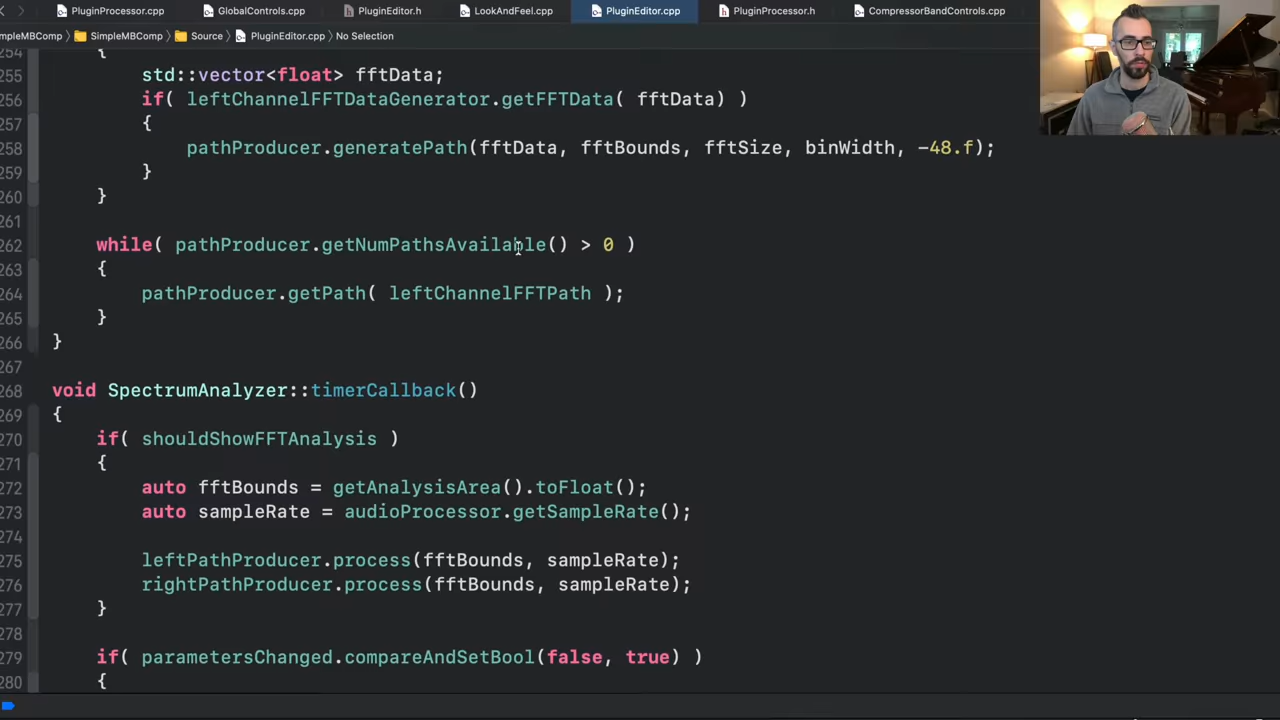 PluginProcessor.cpp GlobalControls.cpp PluginEditor.h LookAndFeel.cpp PluginEditor.cpp PluginProcessor.h CompressorBandControls.cpp
mpleMBComp SimpleMBComp Source PluginEditor.cpp No Selection
254 {
255 std::vector<float> fftData;
256 if( leftChannelFFTDataGenerator.getFFTData( fftData) )
257 {
258 pathProducer.generatePath(fftData, fftBounds, fftSize, binWidth, -48.f);
259 }
260 }
261
262 while( pathProducer.getNumPathsAvailable() > 0 )
263 {
264 pathProducer.getPath( leftChannelFFTPath );
265 }
266 }
267
268 void SpectrumAnalyzer::timerCallback()
269 {
270 if( shouldShowFFTAnalysis )
271 {
272 auto fftBounds = getAnalysisArea().toFloat();
273 auto sampleRate = audioProcessor.getSampleRate();
274
275 leftPathProducer.process(fftBounds, sampleRate);
276 rightPathProducer.process(fftBounds, sampleRate);
277 }
278
279 if( parametersChanged.compareAndSetBool(false, true) )
280 {